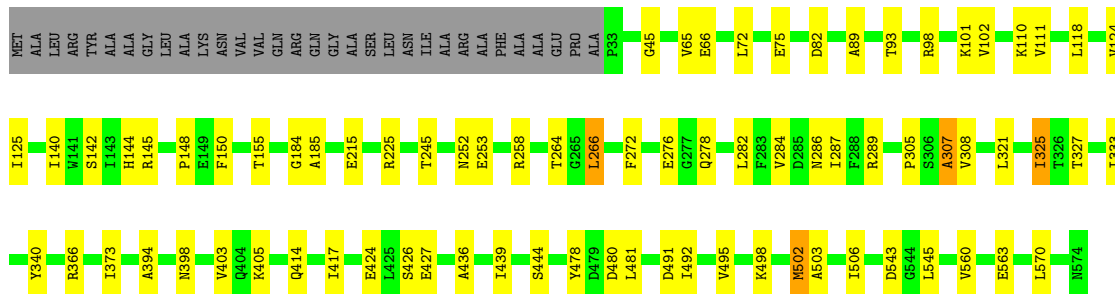 MET ALA LEU ARG TYR ALA ALA GLY LEU ALA LYS ASN VAL VAL GLN ARG GLN GLY ALA SER LEU ASN ILE ALA ARG ALA PHE ALA ALA GLU PRO ALA P33 G45 V65 E66 L72 E75 D82 A89 T93 R98 K101 V102 K110 V111 L118
I125 I140 W141 S142 I143 H144 R145 P148 E149 F150 T155 G184 A185 E215 R225 T245 N252 E253 R258 T264 G265 I266 F272 E276 G277 Q278 L282 F283 V284 D285 N286 I287 F288 R289 P305 S306 A307 V308 L321 I325 T326 T327
Y340 R366 I373 A394 N398 V403 Q404 K405 Q414 I417 E424 L425 S426 E427 A436 I439 S444 Y478 D479 D480 L481 D491 I492 V495 K498 M502 A503 I506 D543 G544 L545 V560 E563 L570 N574